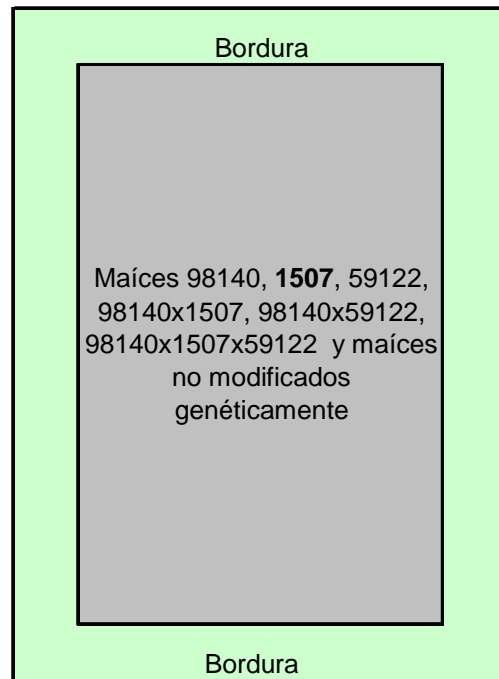 Bordura
Maíces 98140, 1507, 59122,
98140x1507, 98140x59122,
98140x1507x59122 y maíces
no modificados
genéticamente
Bordura